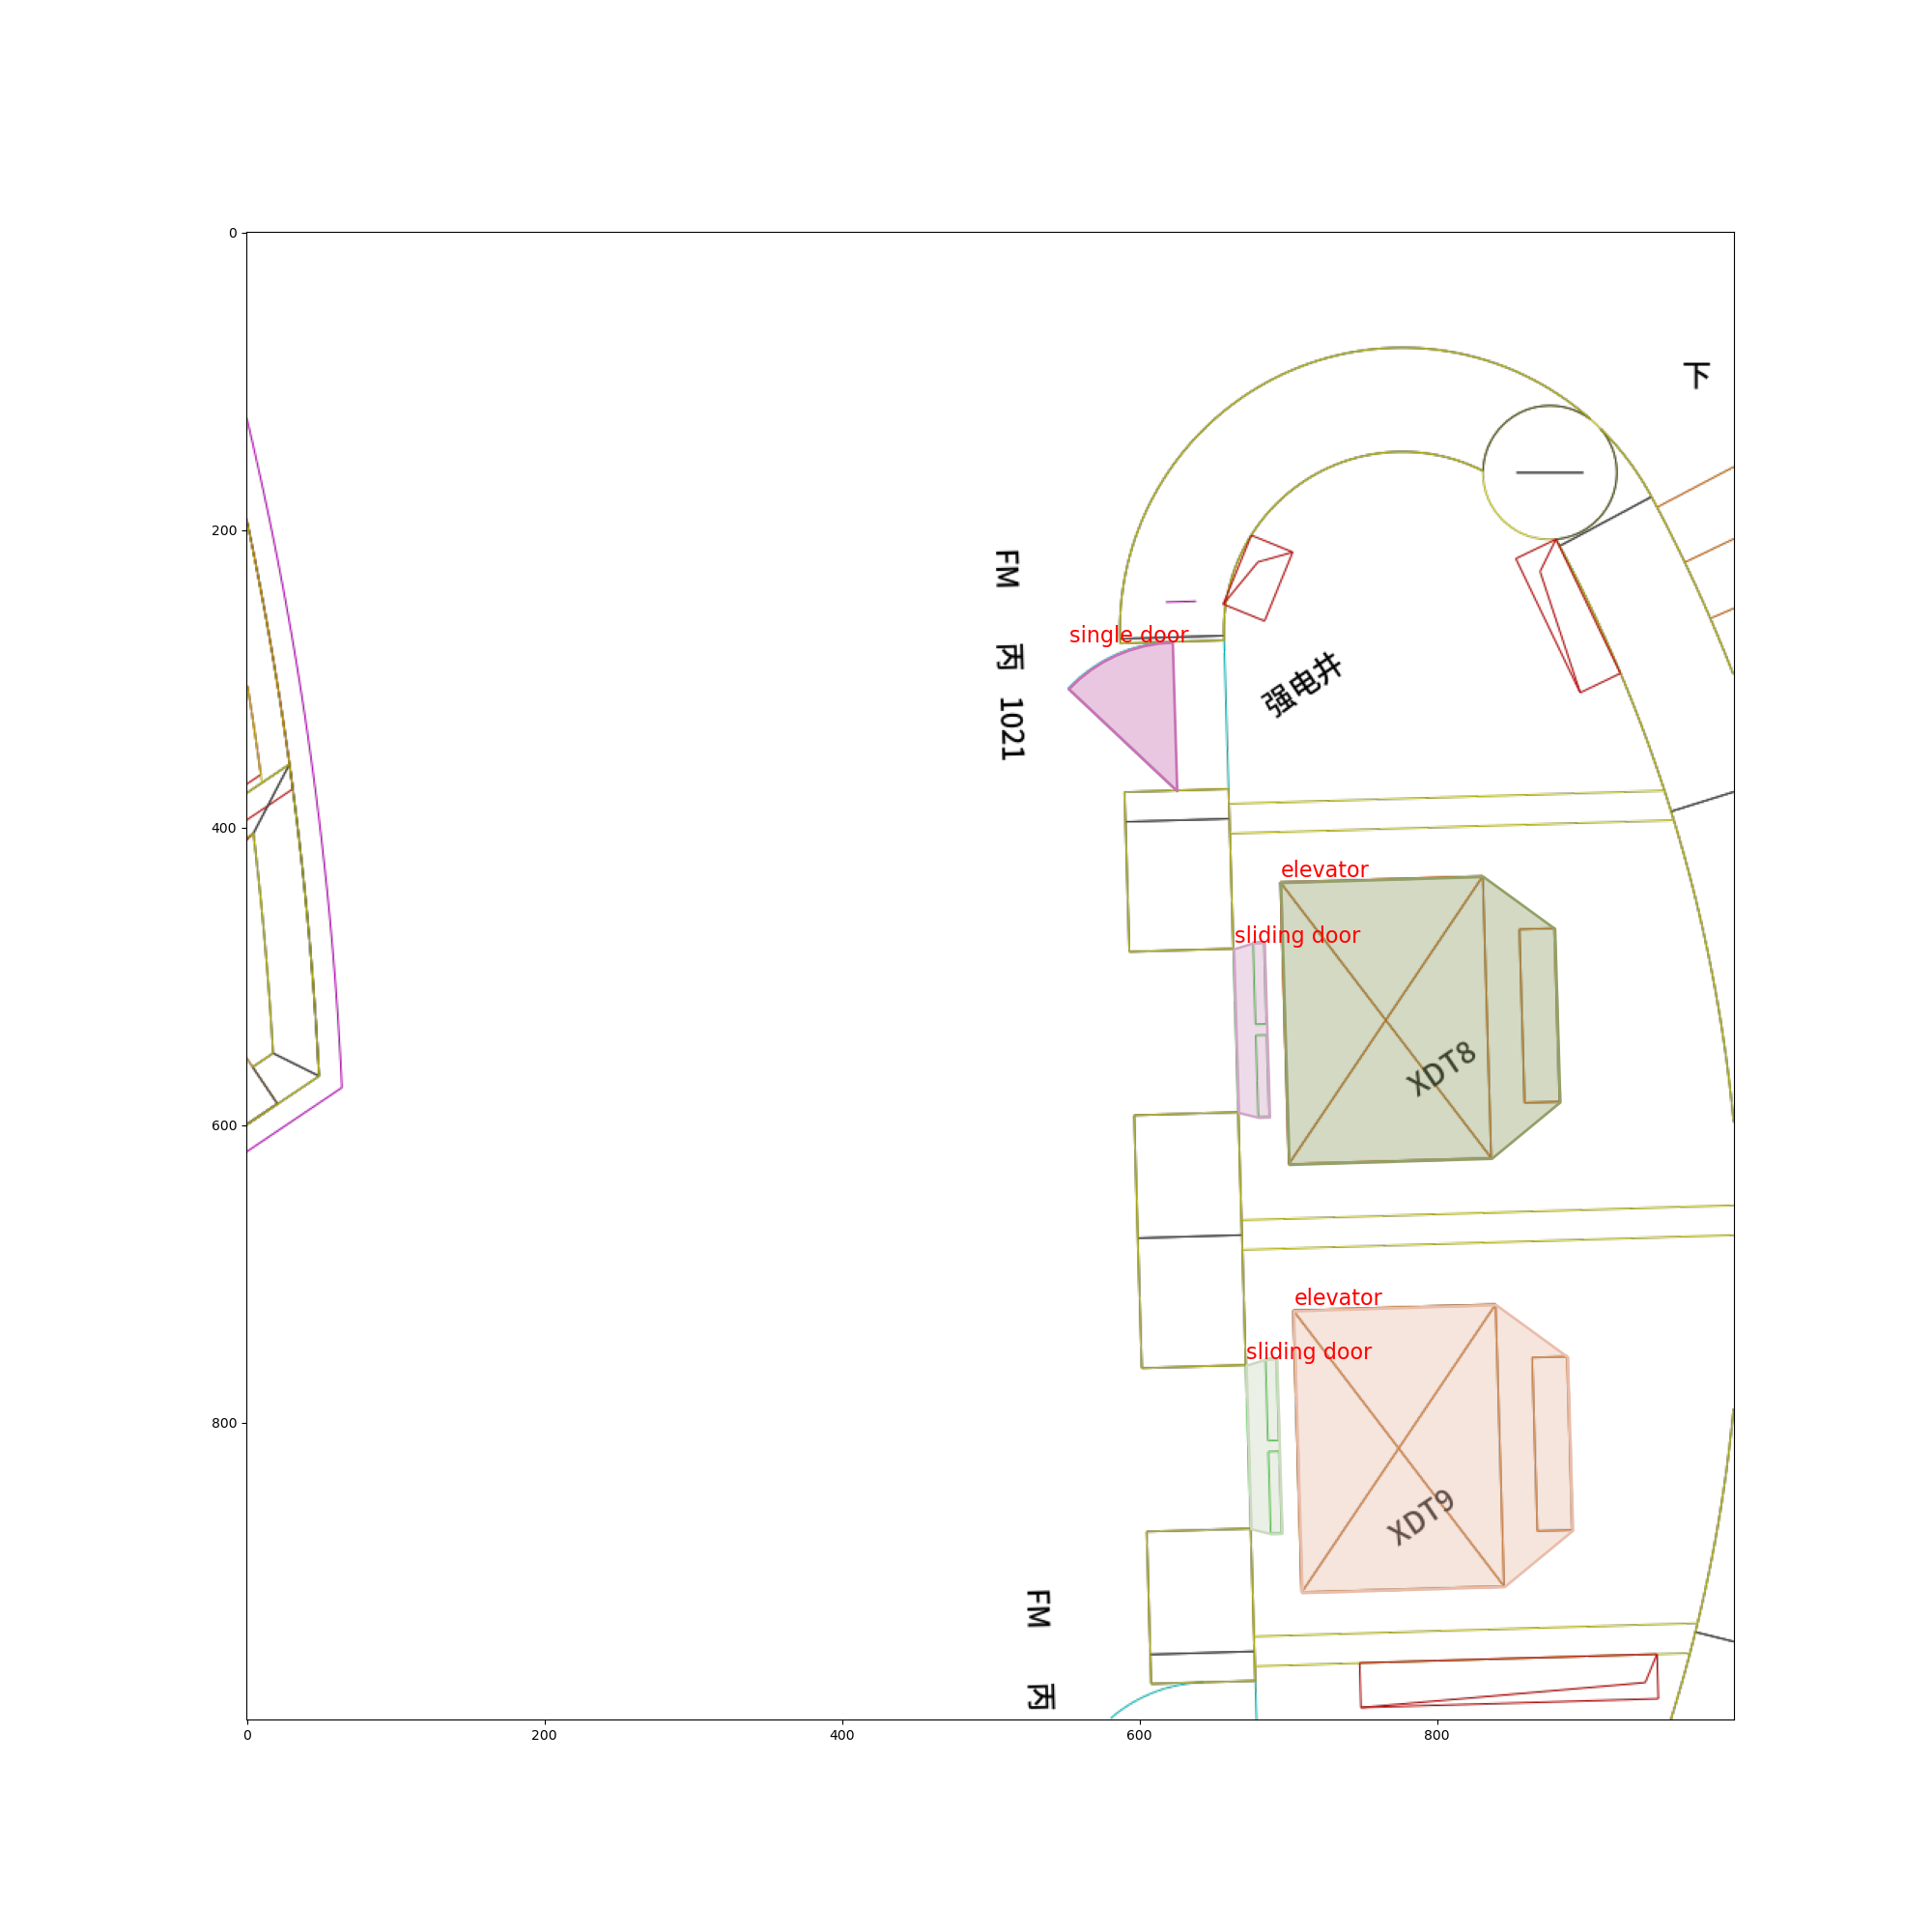 下
FM 丙 1021
single door
强电井
elevator
sliding door
XDT8
elevator
sliding door
XDT9
FM 丙
0
200
400
600
800
0
200
400
600
800